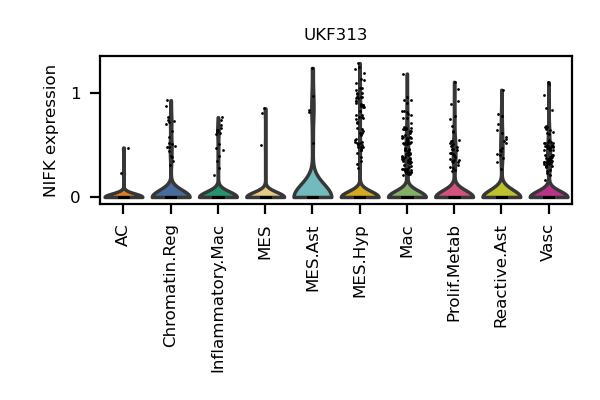 UKF313
NIFK expression
1
0
AC
Chromatin.Reg
Inflammatory.Mac
MES
MES.Ast
MES.Hyp
Mac
Prolif.Metab
Reactive.Ast
Vasc